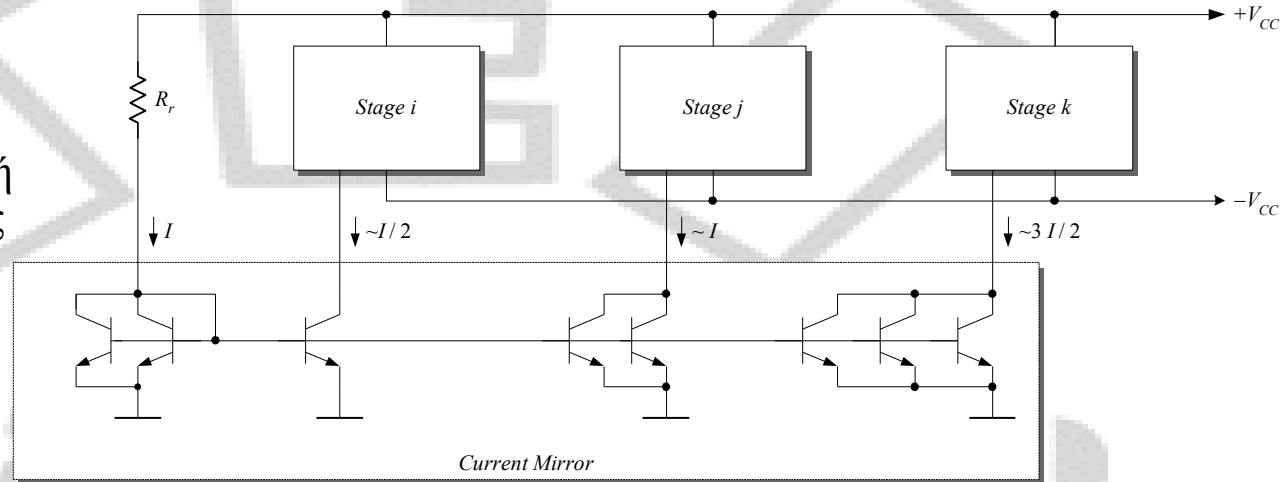 +V_CC
R_r
Stage i
Stage j
Stage k
ή
−V_CC
I
~I / 2
~ I
~3 I / 2
Current Mirror